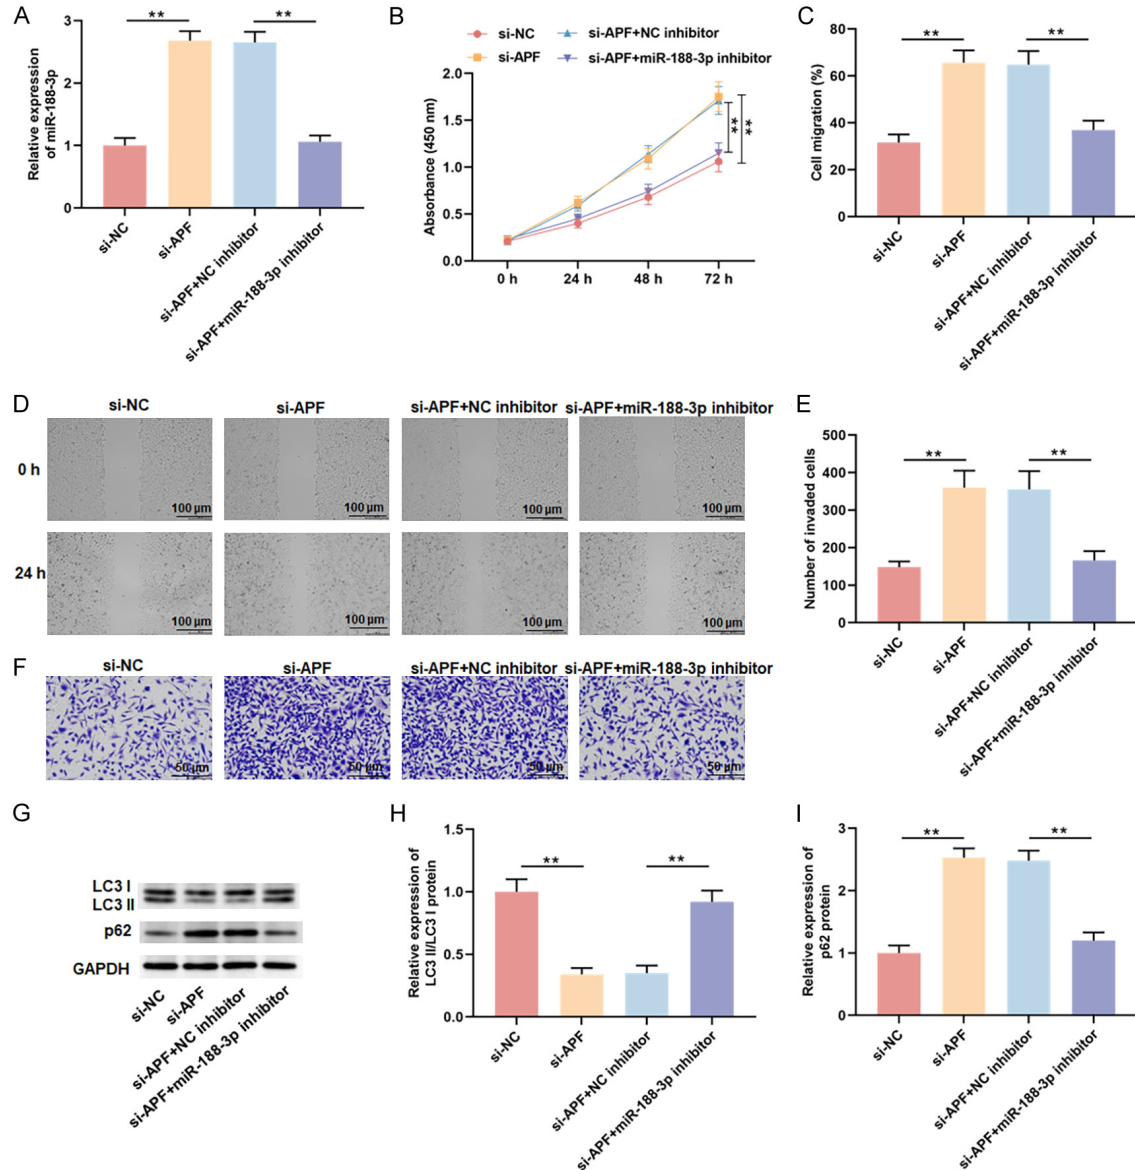 A
Relative expression
of miR-188-3p
3
2
1
0
**
**
si-NC
si-APF
si-APF+NC inhibitor
si-APF+miR-188-3p inhibitor
B
si-NC
si-APF+NC inhibitor
si-APF
si-APF+miR-188-3p inhibitor
Absorbance (450 nm)
2.0
1.5
1.0
0.5
0.0
0 h
24 h
48 h
72 h
**
**
C
Cell migration (%)
80
60
40
20
0
**
**
si-NC
si-APF
si-APF+NC inhibitor
si-APF+miR-188-3p inhibitor
D
si-NC
si-APF
si-APF+NC inhibitor
si-APF+miR-188-3p inhibitor
0 h
100 µm
100 µm
100 µm
100 µm
24 h
100 µm
100 µm
100 µm
100 µm
E
Number of invaded cells
500
400
300
200
100
0
**
**
si-NC
si-APF
si-APF+NC inhibitor
si-APF+miR-188-3p inhibitor
F
si-NC
si-APF
si-APF+NC inhibitor
si-APF+miR-188-3p inhibitor
50 µm
50 µm
50 µm
50 µm
G
LC3 I
LC3 II
p62
GAPDH
si-NC
si-APF
si-APF+NC inhibitor
si-APF+miR-188-3p inhibitor
H
Relative expression of
LC3 II/LC3 I protein
1.5
1.0
0.5
0.0
**
**
si-NC
si-APF
si-APF+NC inhibitor
si-APF+miR-188-3p inhibitor
I
Relative expression of
p62 protein
3
2
1
0
**
**
si-NC
si-APF
si-APF+NC inhibitor
si-APF+miR-188-3p inhibitor